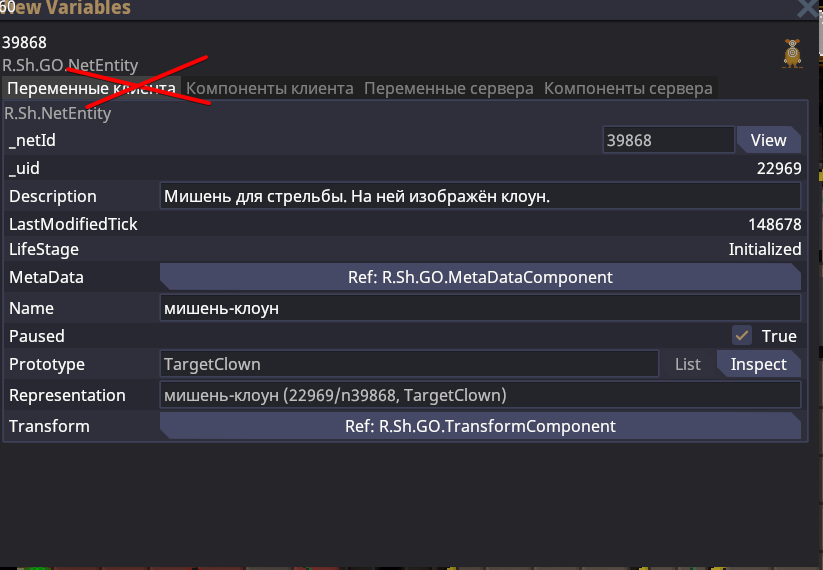 60
View Variables
39868
R.Sh.GO.NetEntity
Переменные клиента Компоненты клиента Переменные сервера Компоненты сервера
R.Sh.NetEntity
_netId 39868 View
_uid 22969
Description Мишень для стрельбы. На ней изображён клоун.
LastModifiedTick 148678
LifeStage Initialized
MetaData Ref: R.Sh.GO.MetaDataComponent
Name мишень-клоун
Paused True
Prototype TargetClown List Inspect
Representation мишень-клоун (22969/n39868, TargetClown)
Transform Ref: R.Sh.GO.TransformComponent